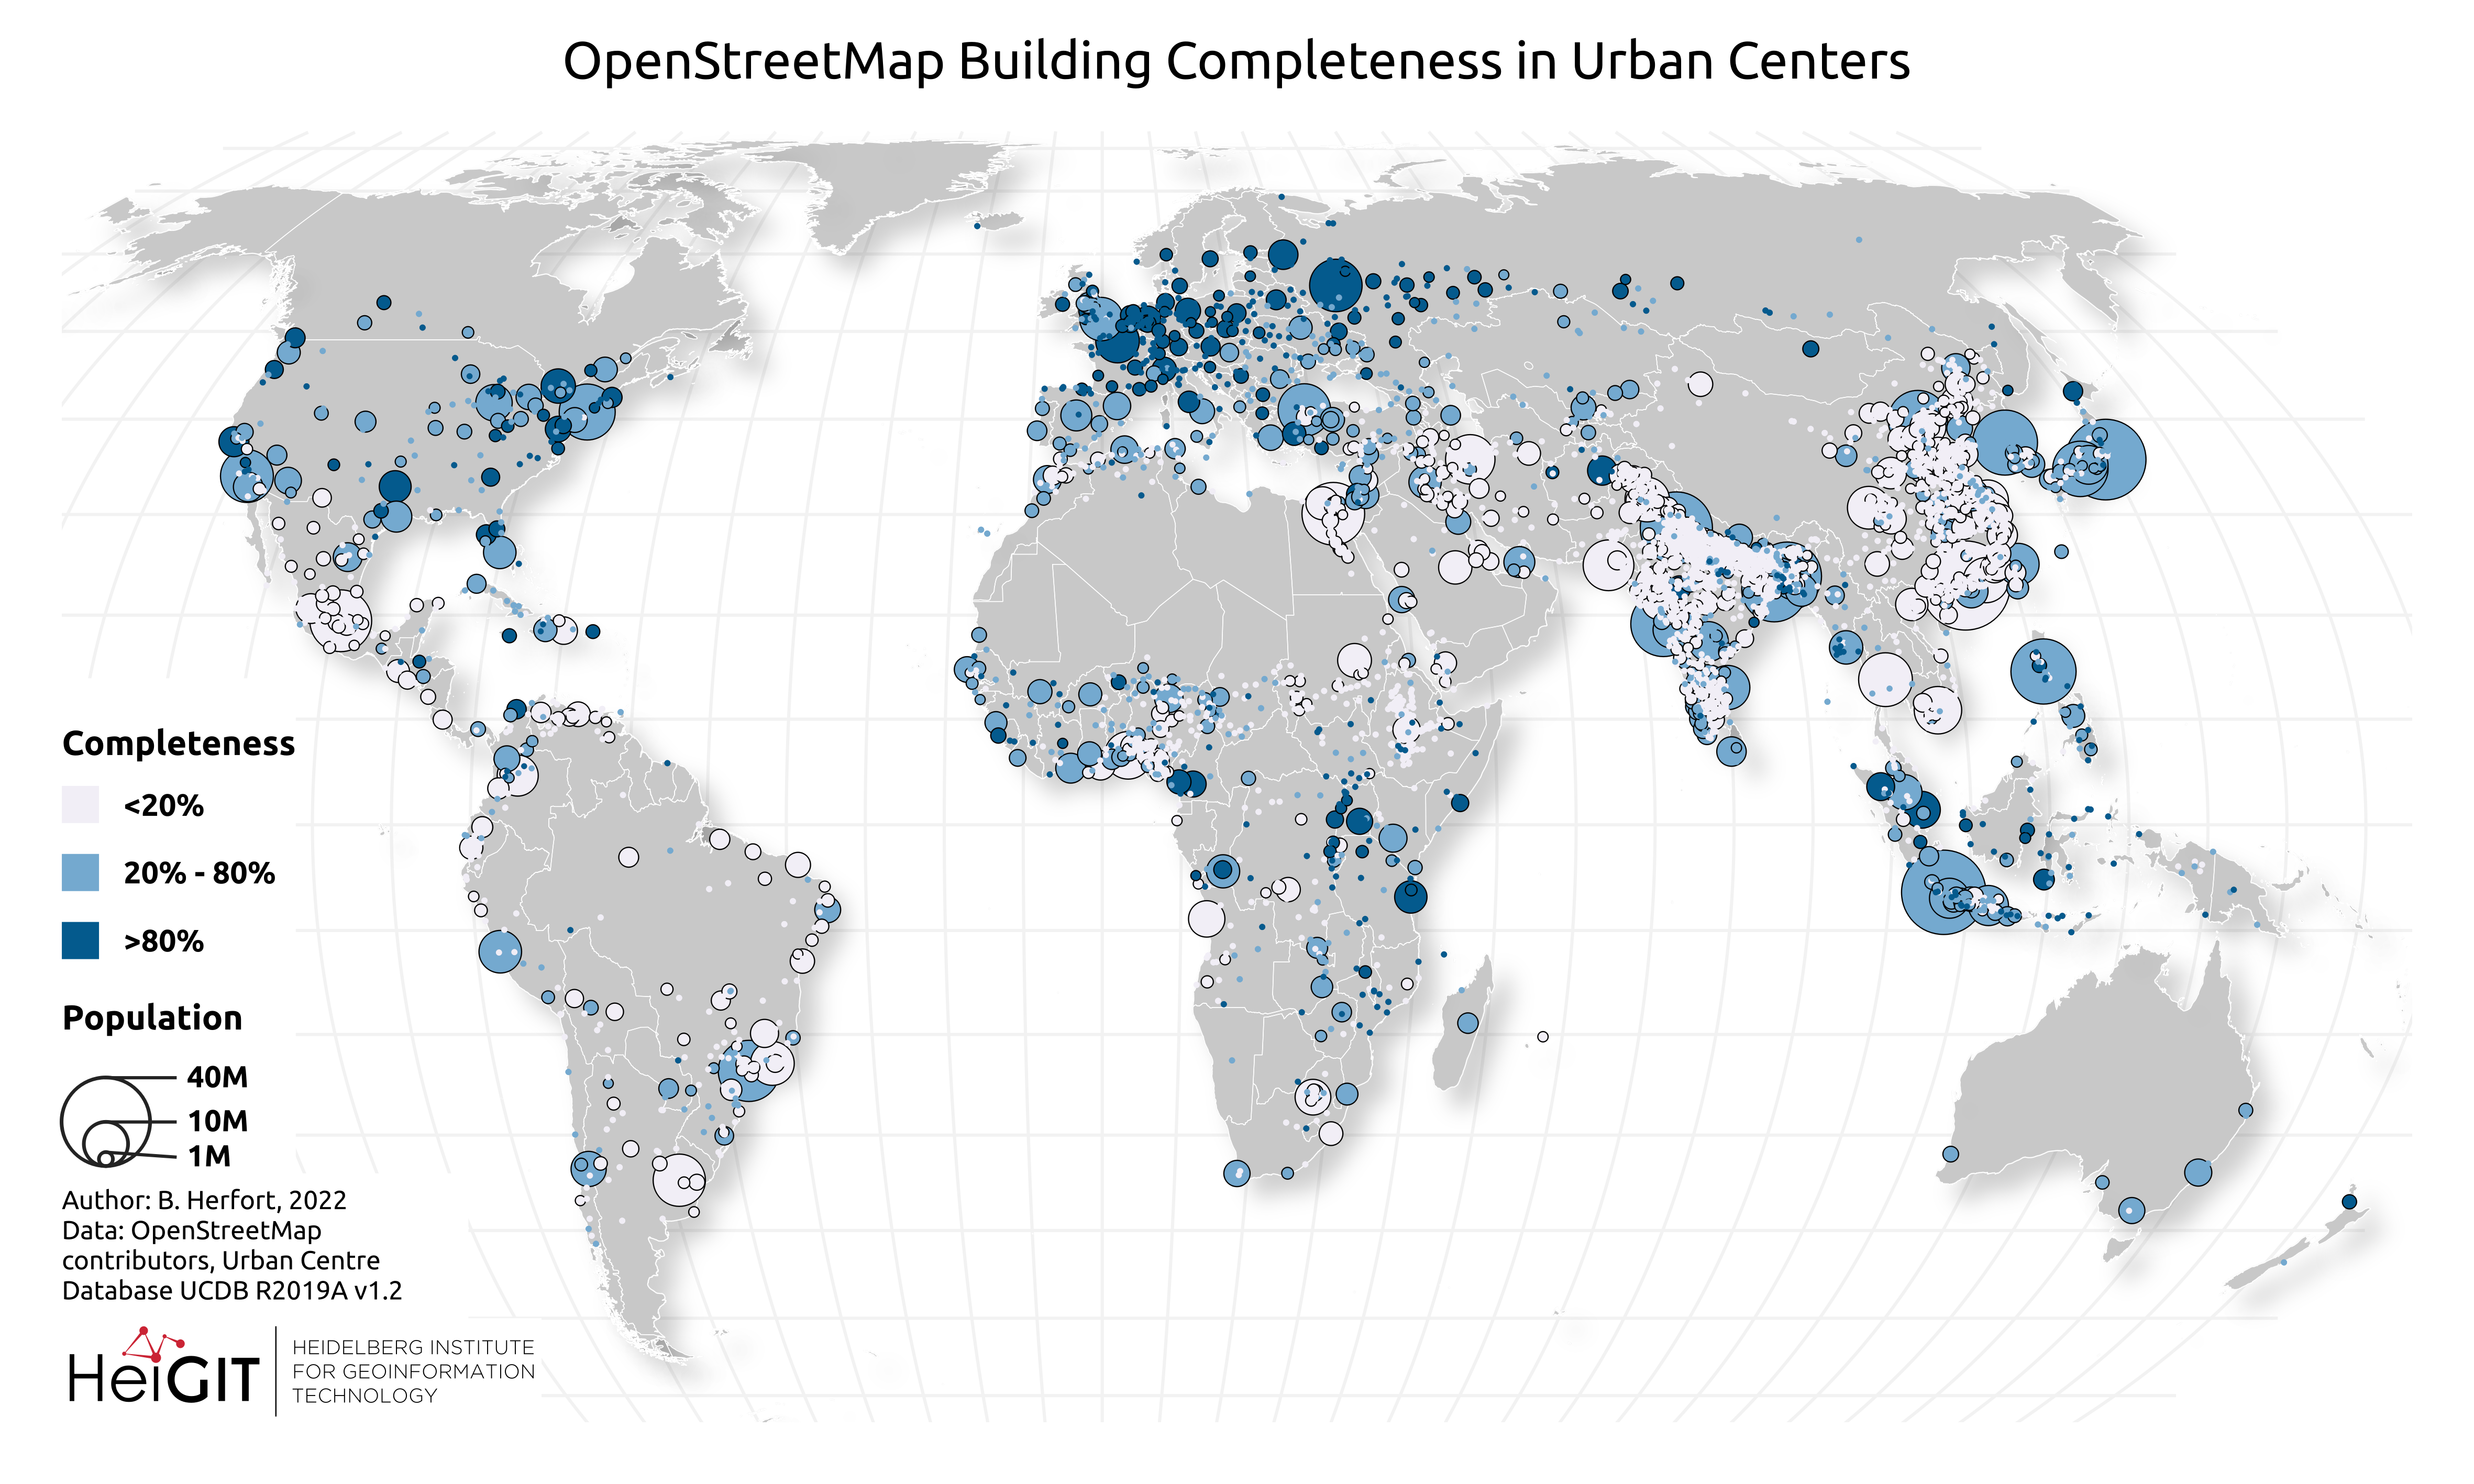 OpenStreetMap Building Completeness in Urban Centers
Completeness
<20%
20% - 80%
>80%
Population
40M
10M
1M
Author: B. Herfort, 2022
Data: OpenStreetMap
contributors, Urban Centre
Database UCDB R2019A v1.2
HeiGIT
HEIDELBERG INSTITUTE
FOR GEOINFORMATION
TECHNOLOGY